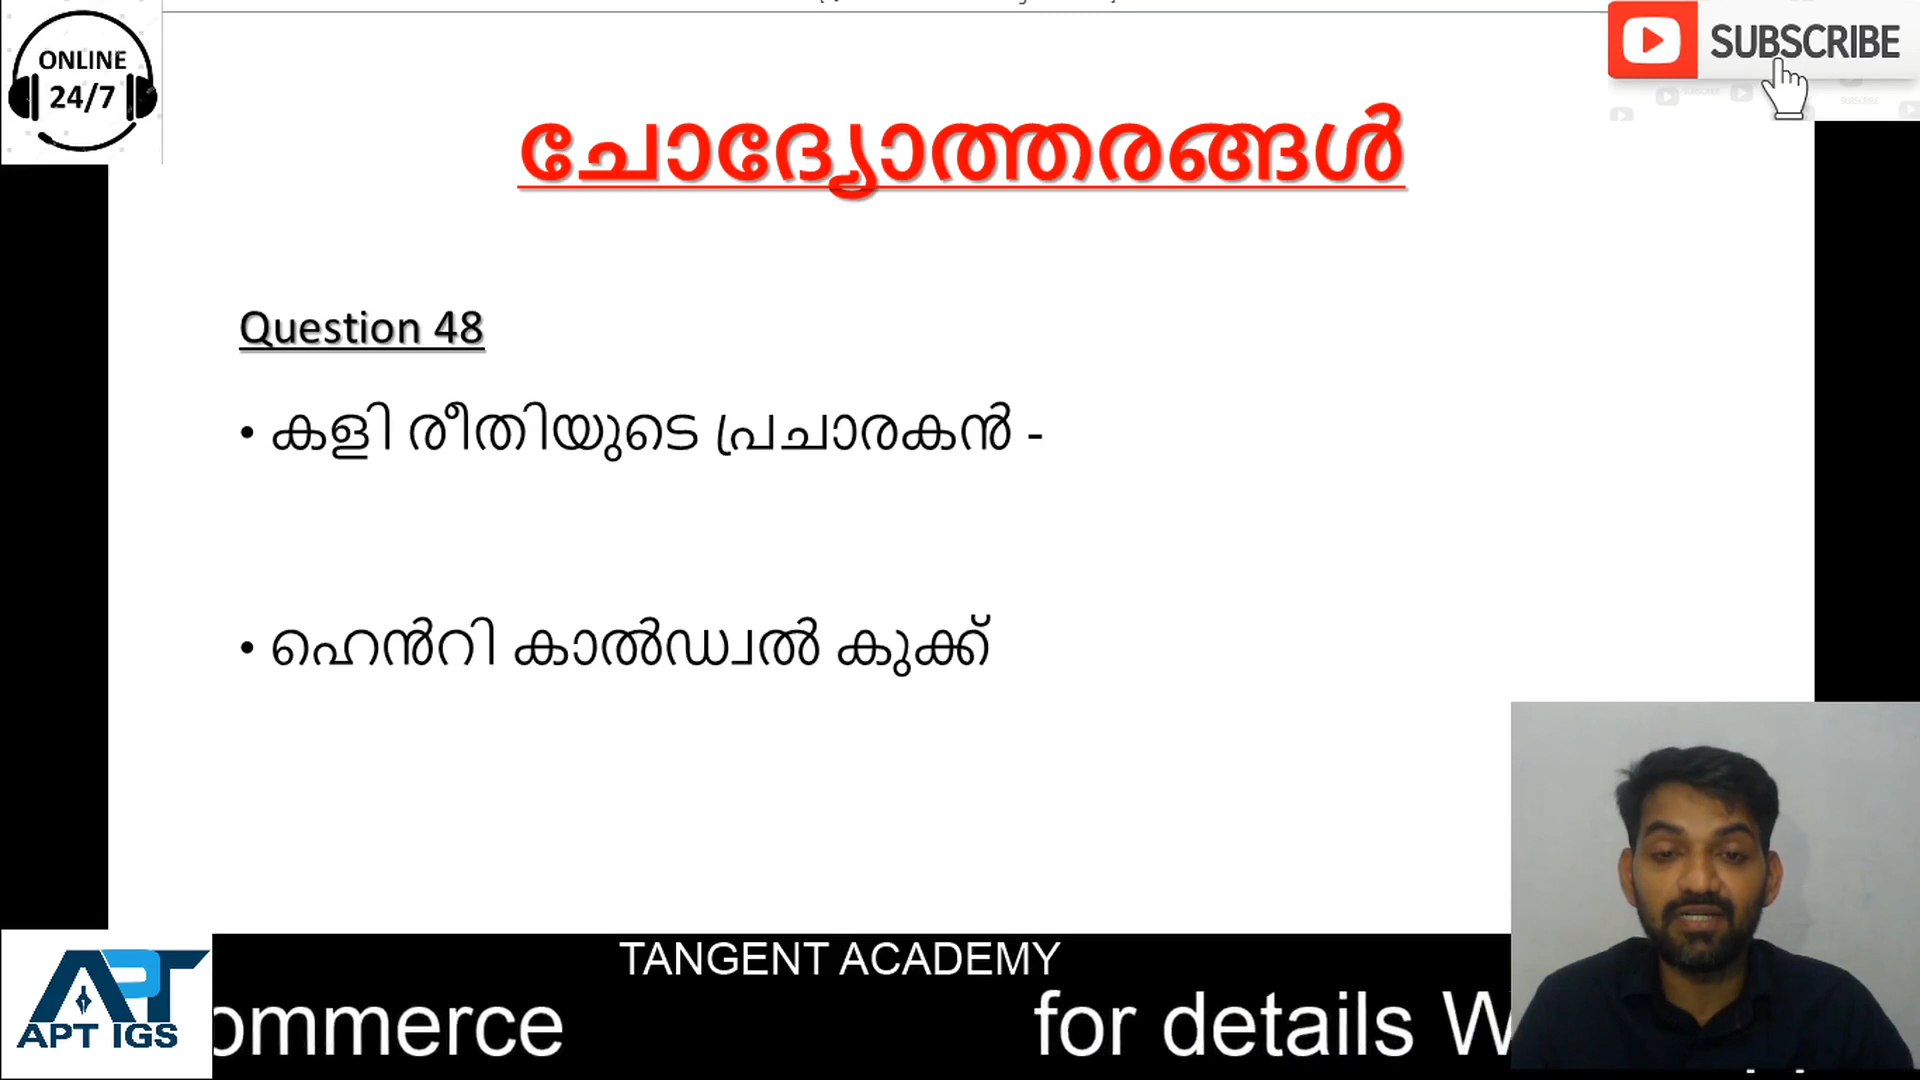 ONLINE
24/7
SUBSCRIBE
ചോദ്യോത്തരങ്ങൾ
Question 48
• കളി രീതിയുടെ പ്രചാരകൻ -
• ഹെൻറി കാൽഡ്വൽ കുക്ക്
TANGENT ACADEMY
ommerce for details W
APT IGS